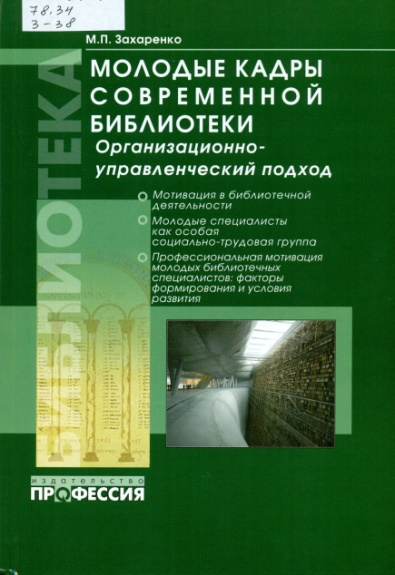 78.34
З-38
М.П. Захаренко
МОЛОДЫЕ КАДРЫ
СОВРЕМЕННОЙ
БИБЛИОТЕКИ
Организационно-
управленческий подход
Мотивация в библиотечной
деятельности
Молодые специалисты
как особая
социально-трудовая группа
Профессиональная мотивация
молодых библиотечных
специалистов: факторы
формирования и условия
развития
БИБЛИОТЕКА
издательство
ПРОФЕССИЯ